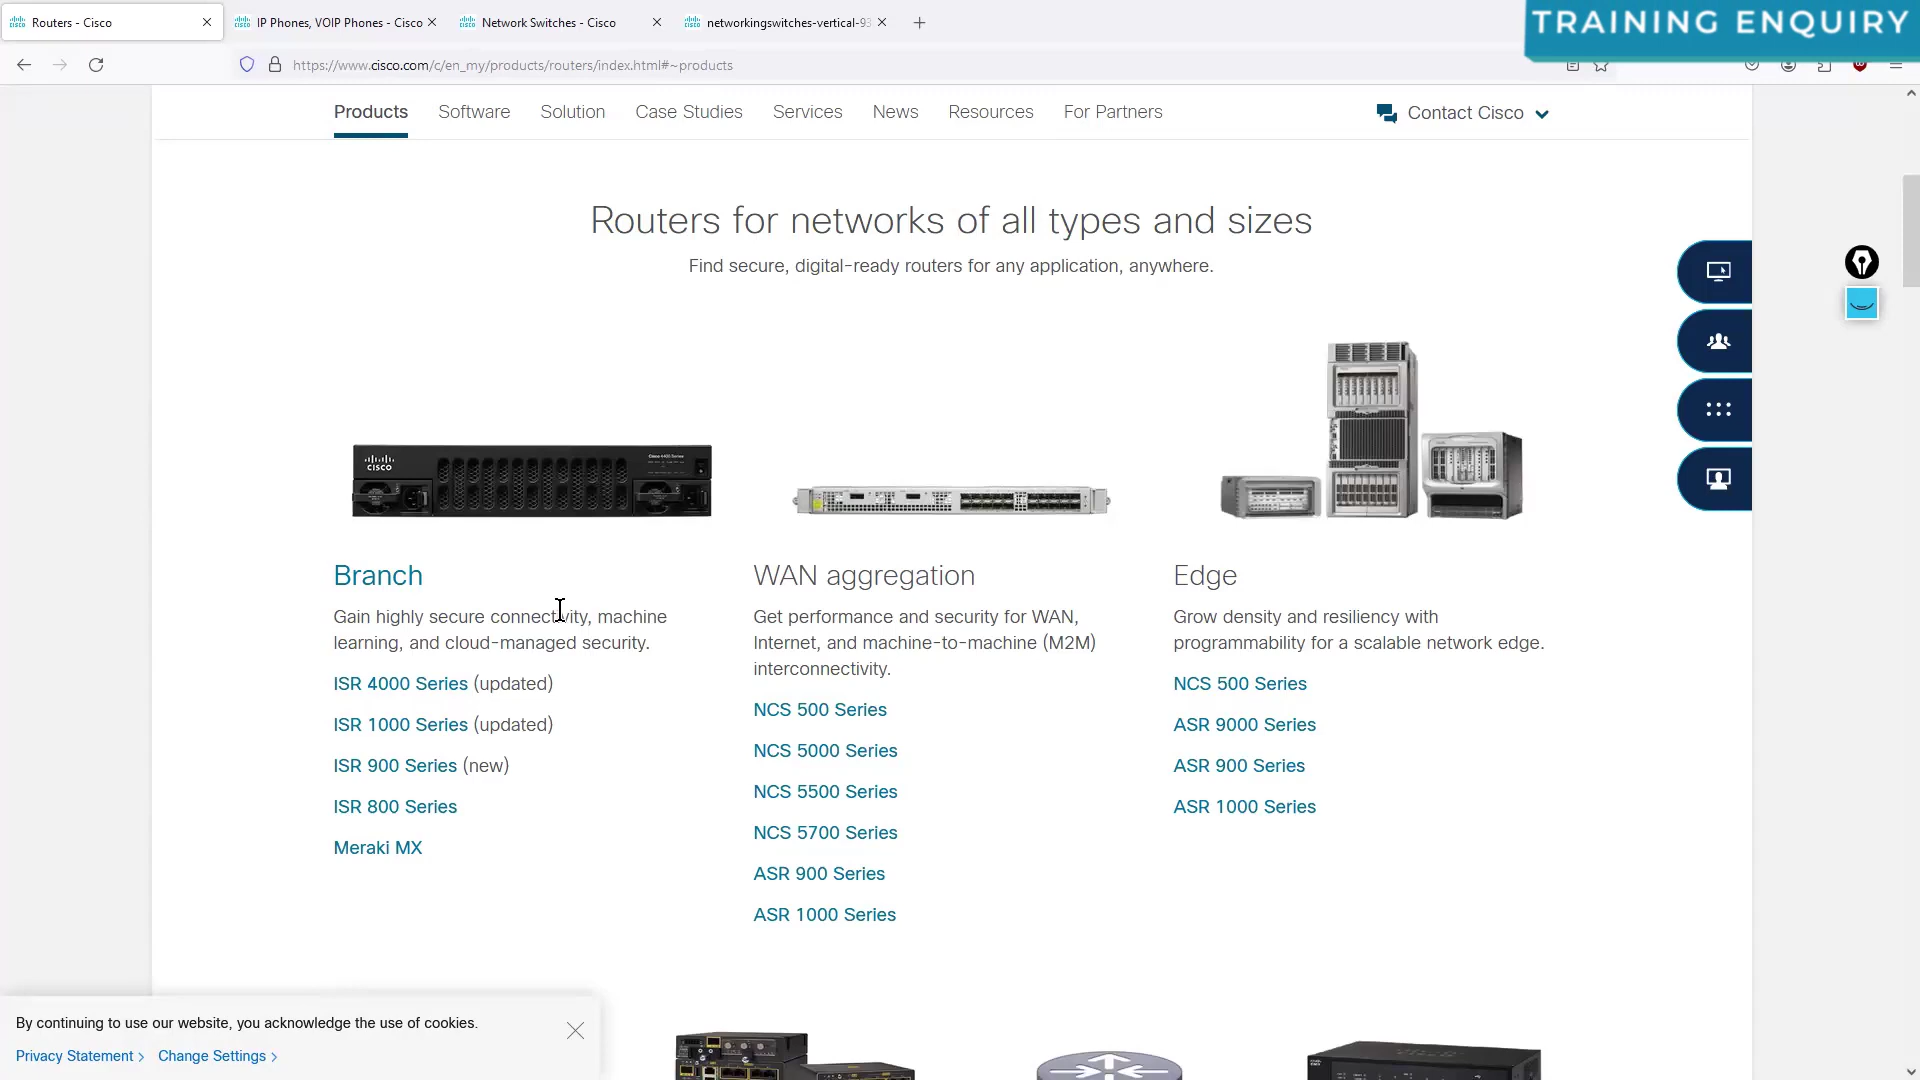 Routers - Cisco
IP Phones, VOIP Phones - Cisco
Network Switches - Cisco
networkingswitches-vertical-93
TRAINING ENQUIRY
https://www.cisco.com/c/en_my/products/routers/index.html#~products
Products
Software
Solution
Case Studies
Services
News
Resources
For Partners
Contact Cisco
Routers for networks of all types and sizes
Find secure, digital-ready routers for any application, anywhere.
CISCO
Branch
Gain highly secure connectivity, machine
learning, and cloud-managed security.
ISR 4000 Series (updated)
ISR 1000 Series (updated)
ISR 900 Series (new)
ISR 800 Series
Meraki MX
WAN aggregation
Get performance and security for WAN,
Internet, and machine-to-machine (M2M)
interconnectivity.
NCS 500 Series
NCS 5000 Series
NCS 5500 Series
NCS 5700 Series
ASR 900 Series
ASR 1000 Series
Edge
Grow density and resiliency with
programmability for a scalable network edge.
NCS 500 Series
ASR 9000 Series
ASR 900 Series
ASR 1000 Series
By continuing to use our website, you acknowledge the use of cookies.
Privacy Statement >
Change Settings >